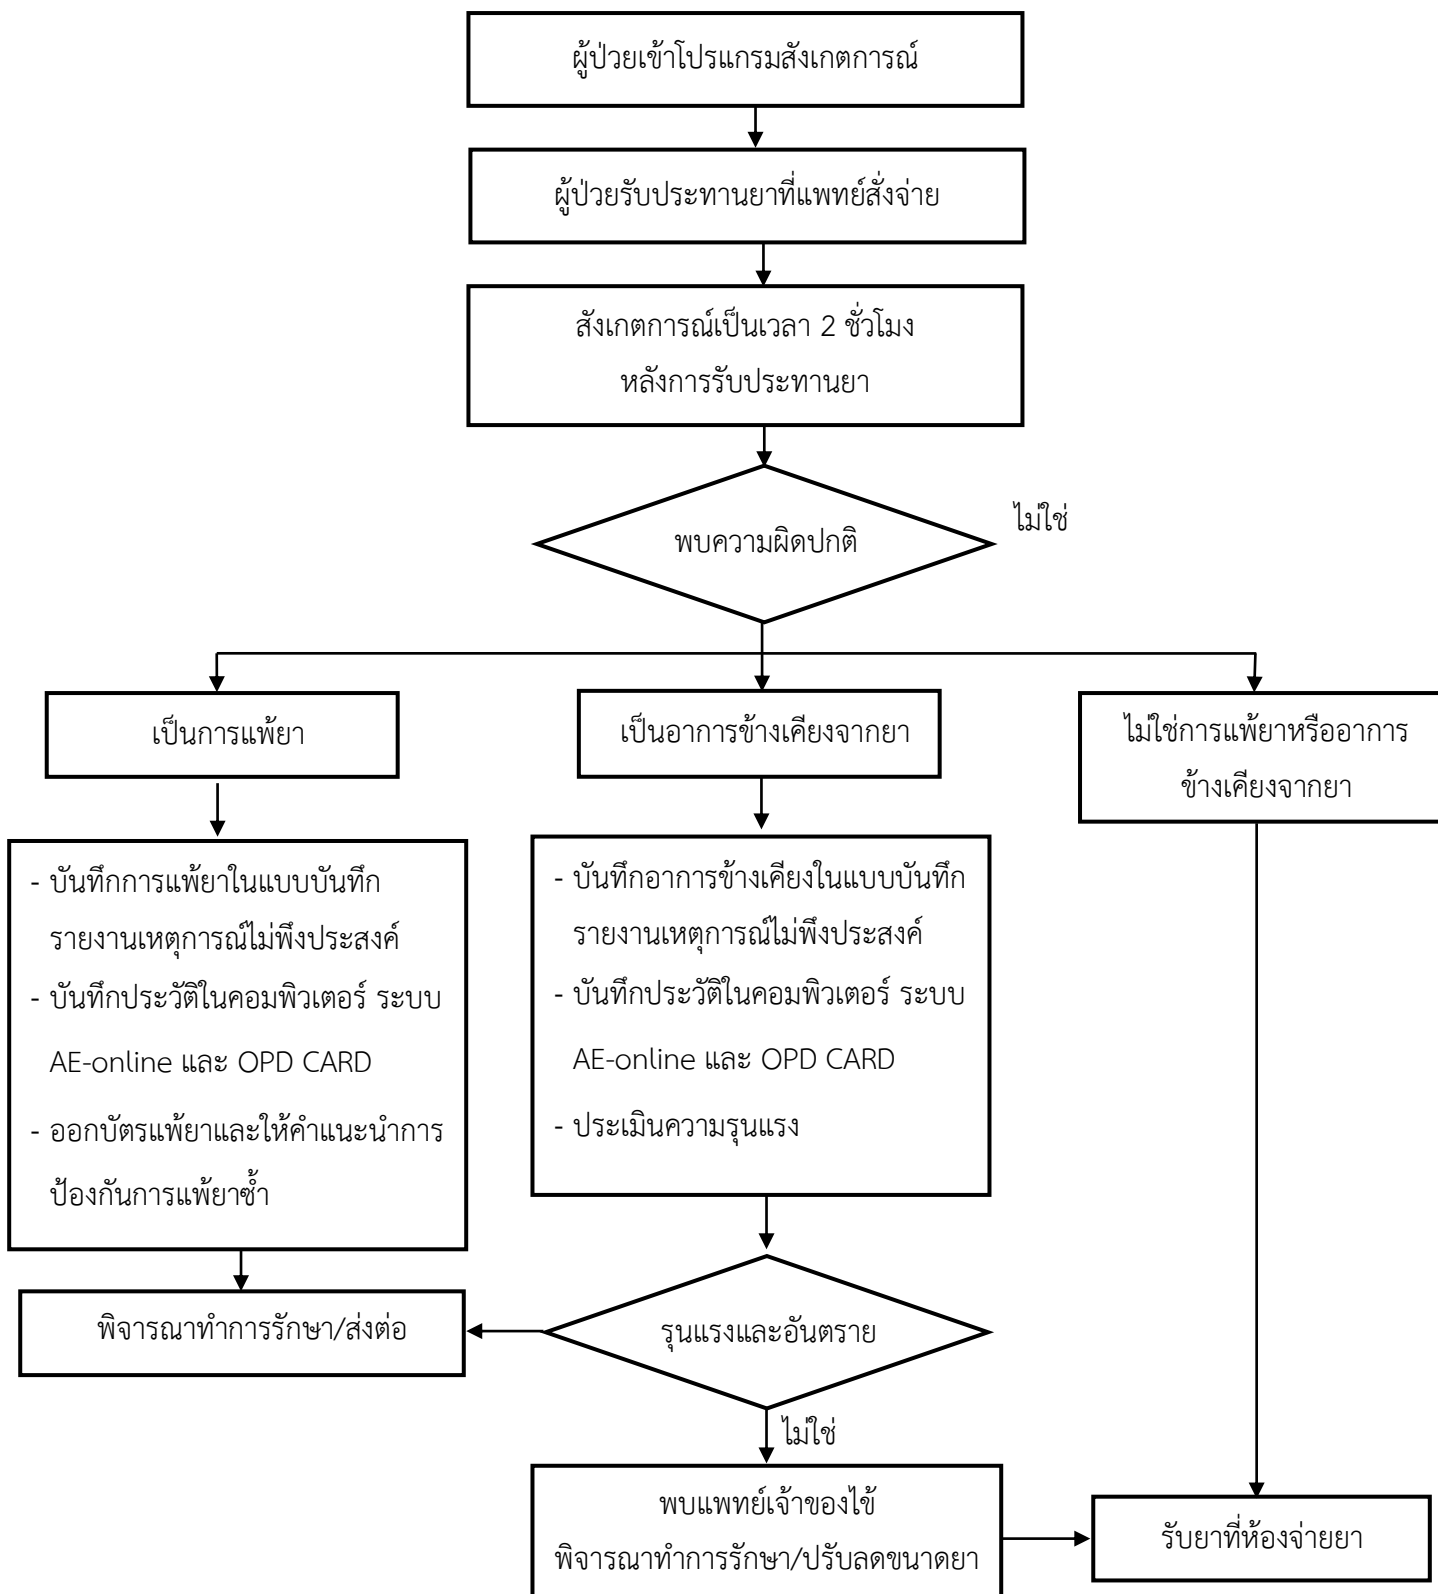 ผู้ป่วยเข้าโปรแกรมสังเกตการณ์
ผู้ป่วยรับประทานยาที่แพทย์สั่งจ่าย
สังเกตการณ์เป็นเวลา 2 ชั่วโมง
หลังการรับประทานยา
พบความผิดปกติ
ไม่ใช่
เป็นการแพ้ยา
เป็นอาการข้างเคียงจากยา
ไม่ใช่การแพ้ยาหรืออาการ
ข้างเคียงจากยา
- บันทึกการแพ้ยาในแบบบันทึก
รายงานเหตุการณ์ไม่พึงประสงค์
- บันทึกประวัติในคอมพิวเตอร์ ระบบ
AE-online และ OPD CARD
- ออกบัตรแพ้ยาและให้คำแนะนำการ
ป้องกันการแพ้ยาซ้ำ
- บันทึกอาการข้างเคียงในแบบบันทึก
รายงานเหตุการณ์ไม่พึงประสงค์
- บันทึกประวัติในคอมพิวเตอร์ ระบบ
AE-online และ OPD CARD
- ประเมินความรุนแรง
พิจารณาทำการรักษา/ส่งต่อ
รุนแรงและอันตราย
ไม่ใช่
พบแพทย์เจ้าของไข้
พิจารณาทำการรักษา/ปรับลดขนาดยา
รับยาที่ห้องจ่ายยา